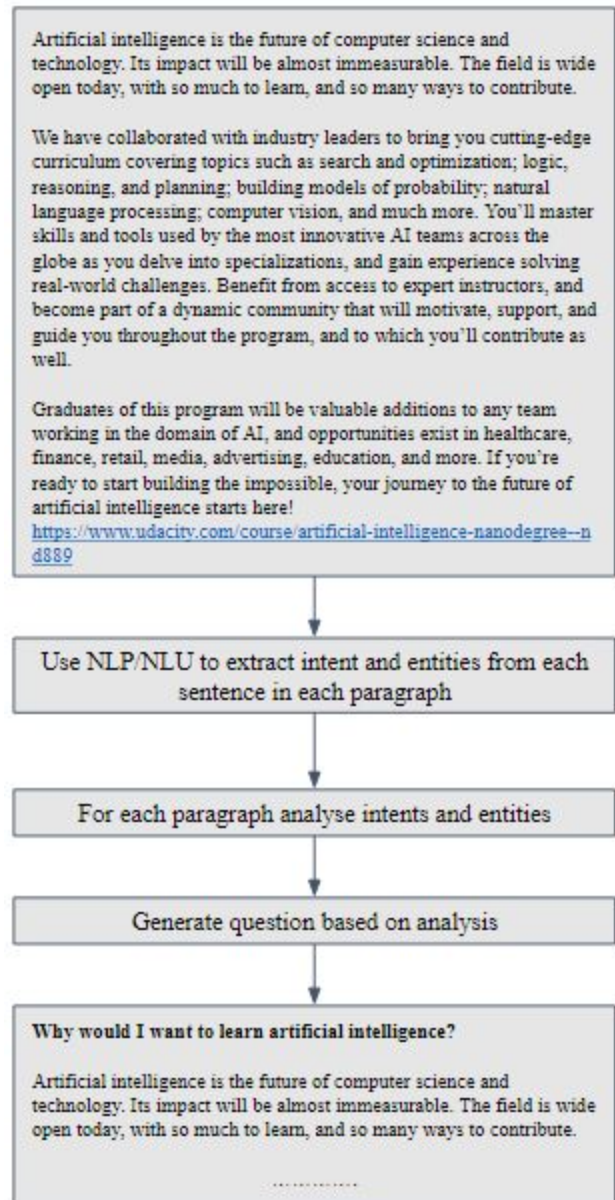 Artificial intelligence is the future of computer science and
technology. Its impact will be almost immeasurable. The field is wide
open today, with so much to learn, and so many ways to contribute.
We have collaborated with industry leaders to bring you cutting-edge
curriculum covering topics such as search and optimization; logic,
reasoning, and planning; building models of probability; natural
language processing; computer vision, and much more. You’ll master
skills and tools used by the most innovative AI teams across the
globe as you delve into specializations, and gain experience solving
real-world challenges. Benefit from access to expert instructors, and
become part of a dynamic community that will motivate, support, and
guide you throughout the program, and to which you’ll contribute as
well.
Graduates of this program will be valuable additions to any team
working in the domain of AI, and opportunities exist in healthcare,
finance, retail, media, advertising, education, and more. If you’re
ready to start building the impossible, your journey to the future of
artificial intelligence starts here!
https://www.udacity.com/course/artificial-intelligence-nanodegree--n
d889
Use NLP/NLU to extract intent and entities from each
sentence in each paragraph
For each paragraph analyse intents and entities
Generate question based on analysis
Why would I want to learn artificial intelligence?
Artificial intelligence is the future of computer science and
technology. Its impact will be almost immeasurable. The field is wide
open today, with so much to learn, and so many ways to contribute.
.............